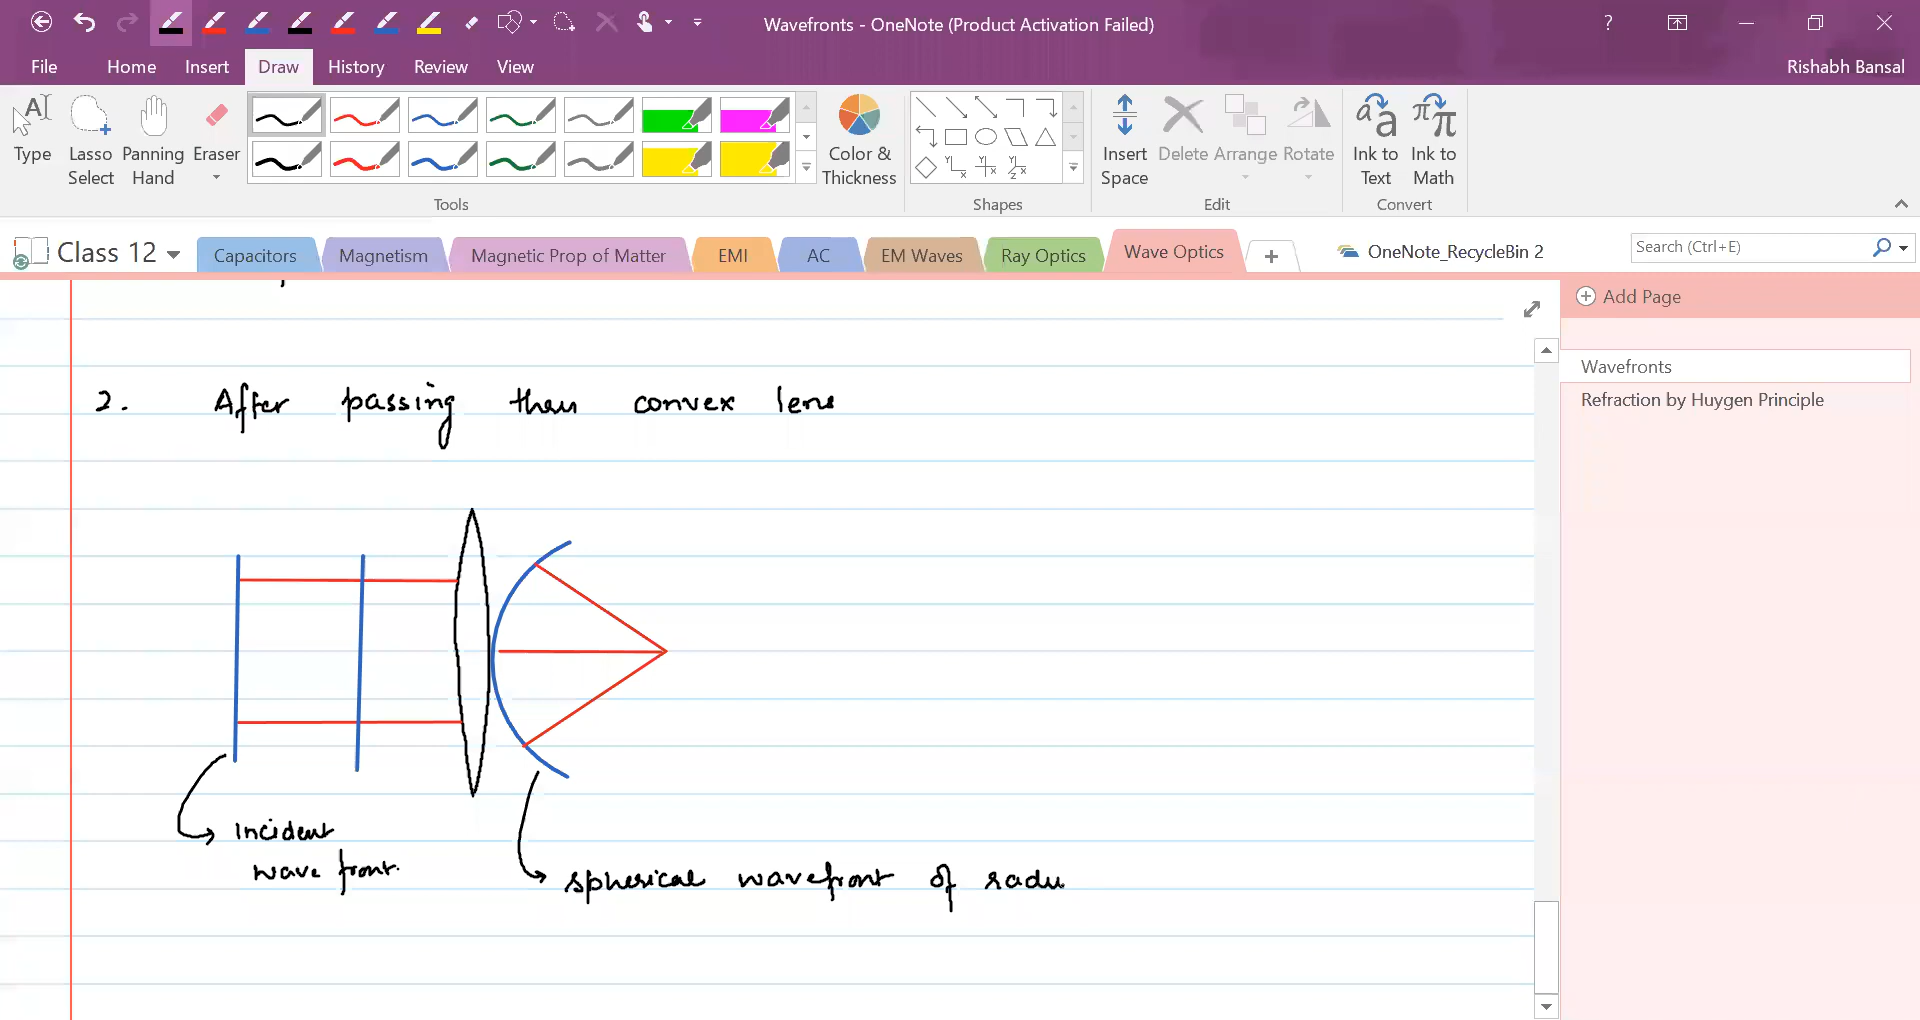 Wavefronts - OneNote (Product Activation Failed)
?
File Home Insert Draw History Review View
Rishabh Bansal
Type
Lasso Select
Panning Hand
Eraser
Color & Thickness
Insert Space
Delete
Arrange
Rotate
Ink to Text
Ink to Math
Tools
Shapes
Edit
Convert
Class 12
Capacitors
Magnetism
Magnetic Prop of Matter
EMI
AC
EM Waves
Ray Optics
Wave Optics
OneNote_RecycleBin 2
Search (Ctrl+E)
Add Page
Wavefronts
Refraction by Huygen Principle
2. After passing convex lens
incident
wave front.
spherical wavefront of radu